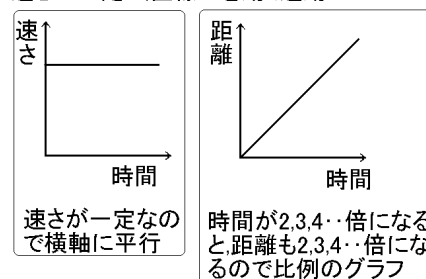 速さ
時間
速さが一定なの
で横軸に平行
距離
時間
時間が2,3,4‥倍になる
と,距離も2,3,4‥倍にな
るので比例のグラフ